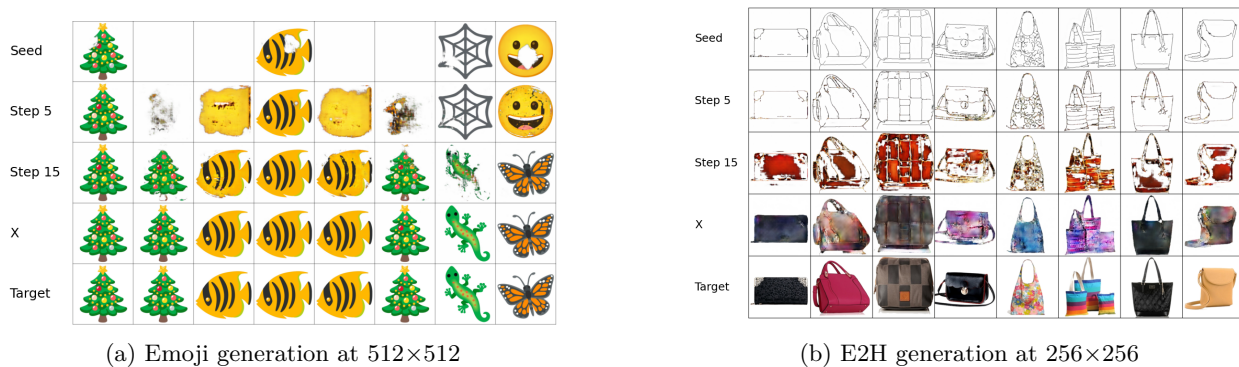 Seed
Step 5
Step 15
X
Target
(a) Emoji generation at 512×512
Seed
Step 5
Step 15
X
Target
(b) E2H generation at 256×256